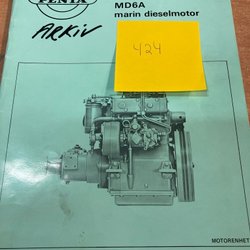 PENTA
MD6A
marin dieselmotor
ARKIV
424
MOTORENHET